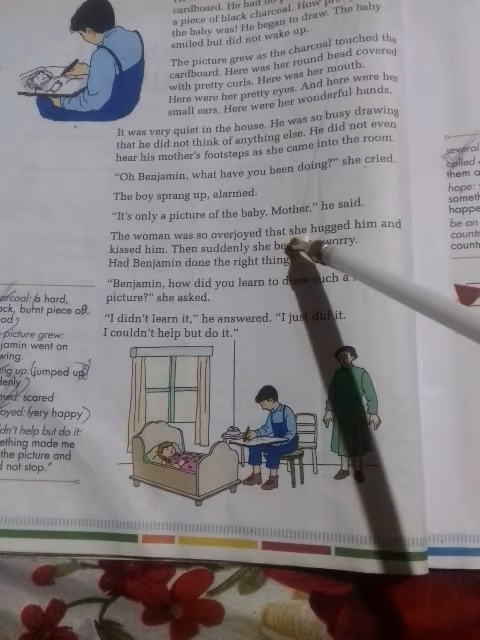 cardboard. He had
a piece of black charcoal. How
the baby was! He began to draw. The baby
smiled but did not wake up.
The picture grew as the charcoal touched the
cardboard. Here was her round head covered
with pretty curls. Here was her mouth.
Here were her pretty eyes. And here were her
small ears. Here were her wonderful hands.
It was very quiet in the house. He was so busy drawing
that he did not think of anything else. He did not even
hear his mother's footsteps as she came into the room.
"Oh Benjamin, what have you been doing?" she cried.
The boy sprang up, alarmed.
"It's only a picture of the baby, Mother," he said.
The woman was so overjoyed that she hugged him and
kissed him. Then suddenly she be worry.
Had Benjamin done the right thing
"Benjamin, how did you learn to draw such a
picture?" she asked.
"I didn't learn it," he answered. "I just did it.
I couldn't help but do it."
arcoal: a hard,
ack, burnt piece of
od
picture grew:
jamin went on
wing.
ng up: (jumped up
denly
med: scared
oyed: (very happy)
dn't help but do it:
ething made me
the picture and
not stop."
several
called
them a
hope:
someth
happe
be an
countr
countr